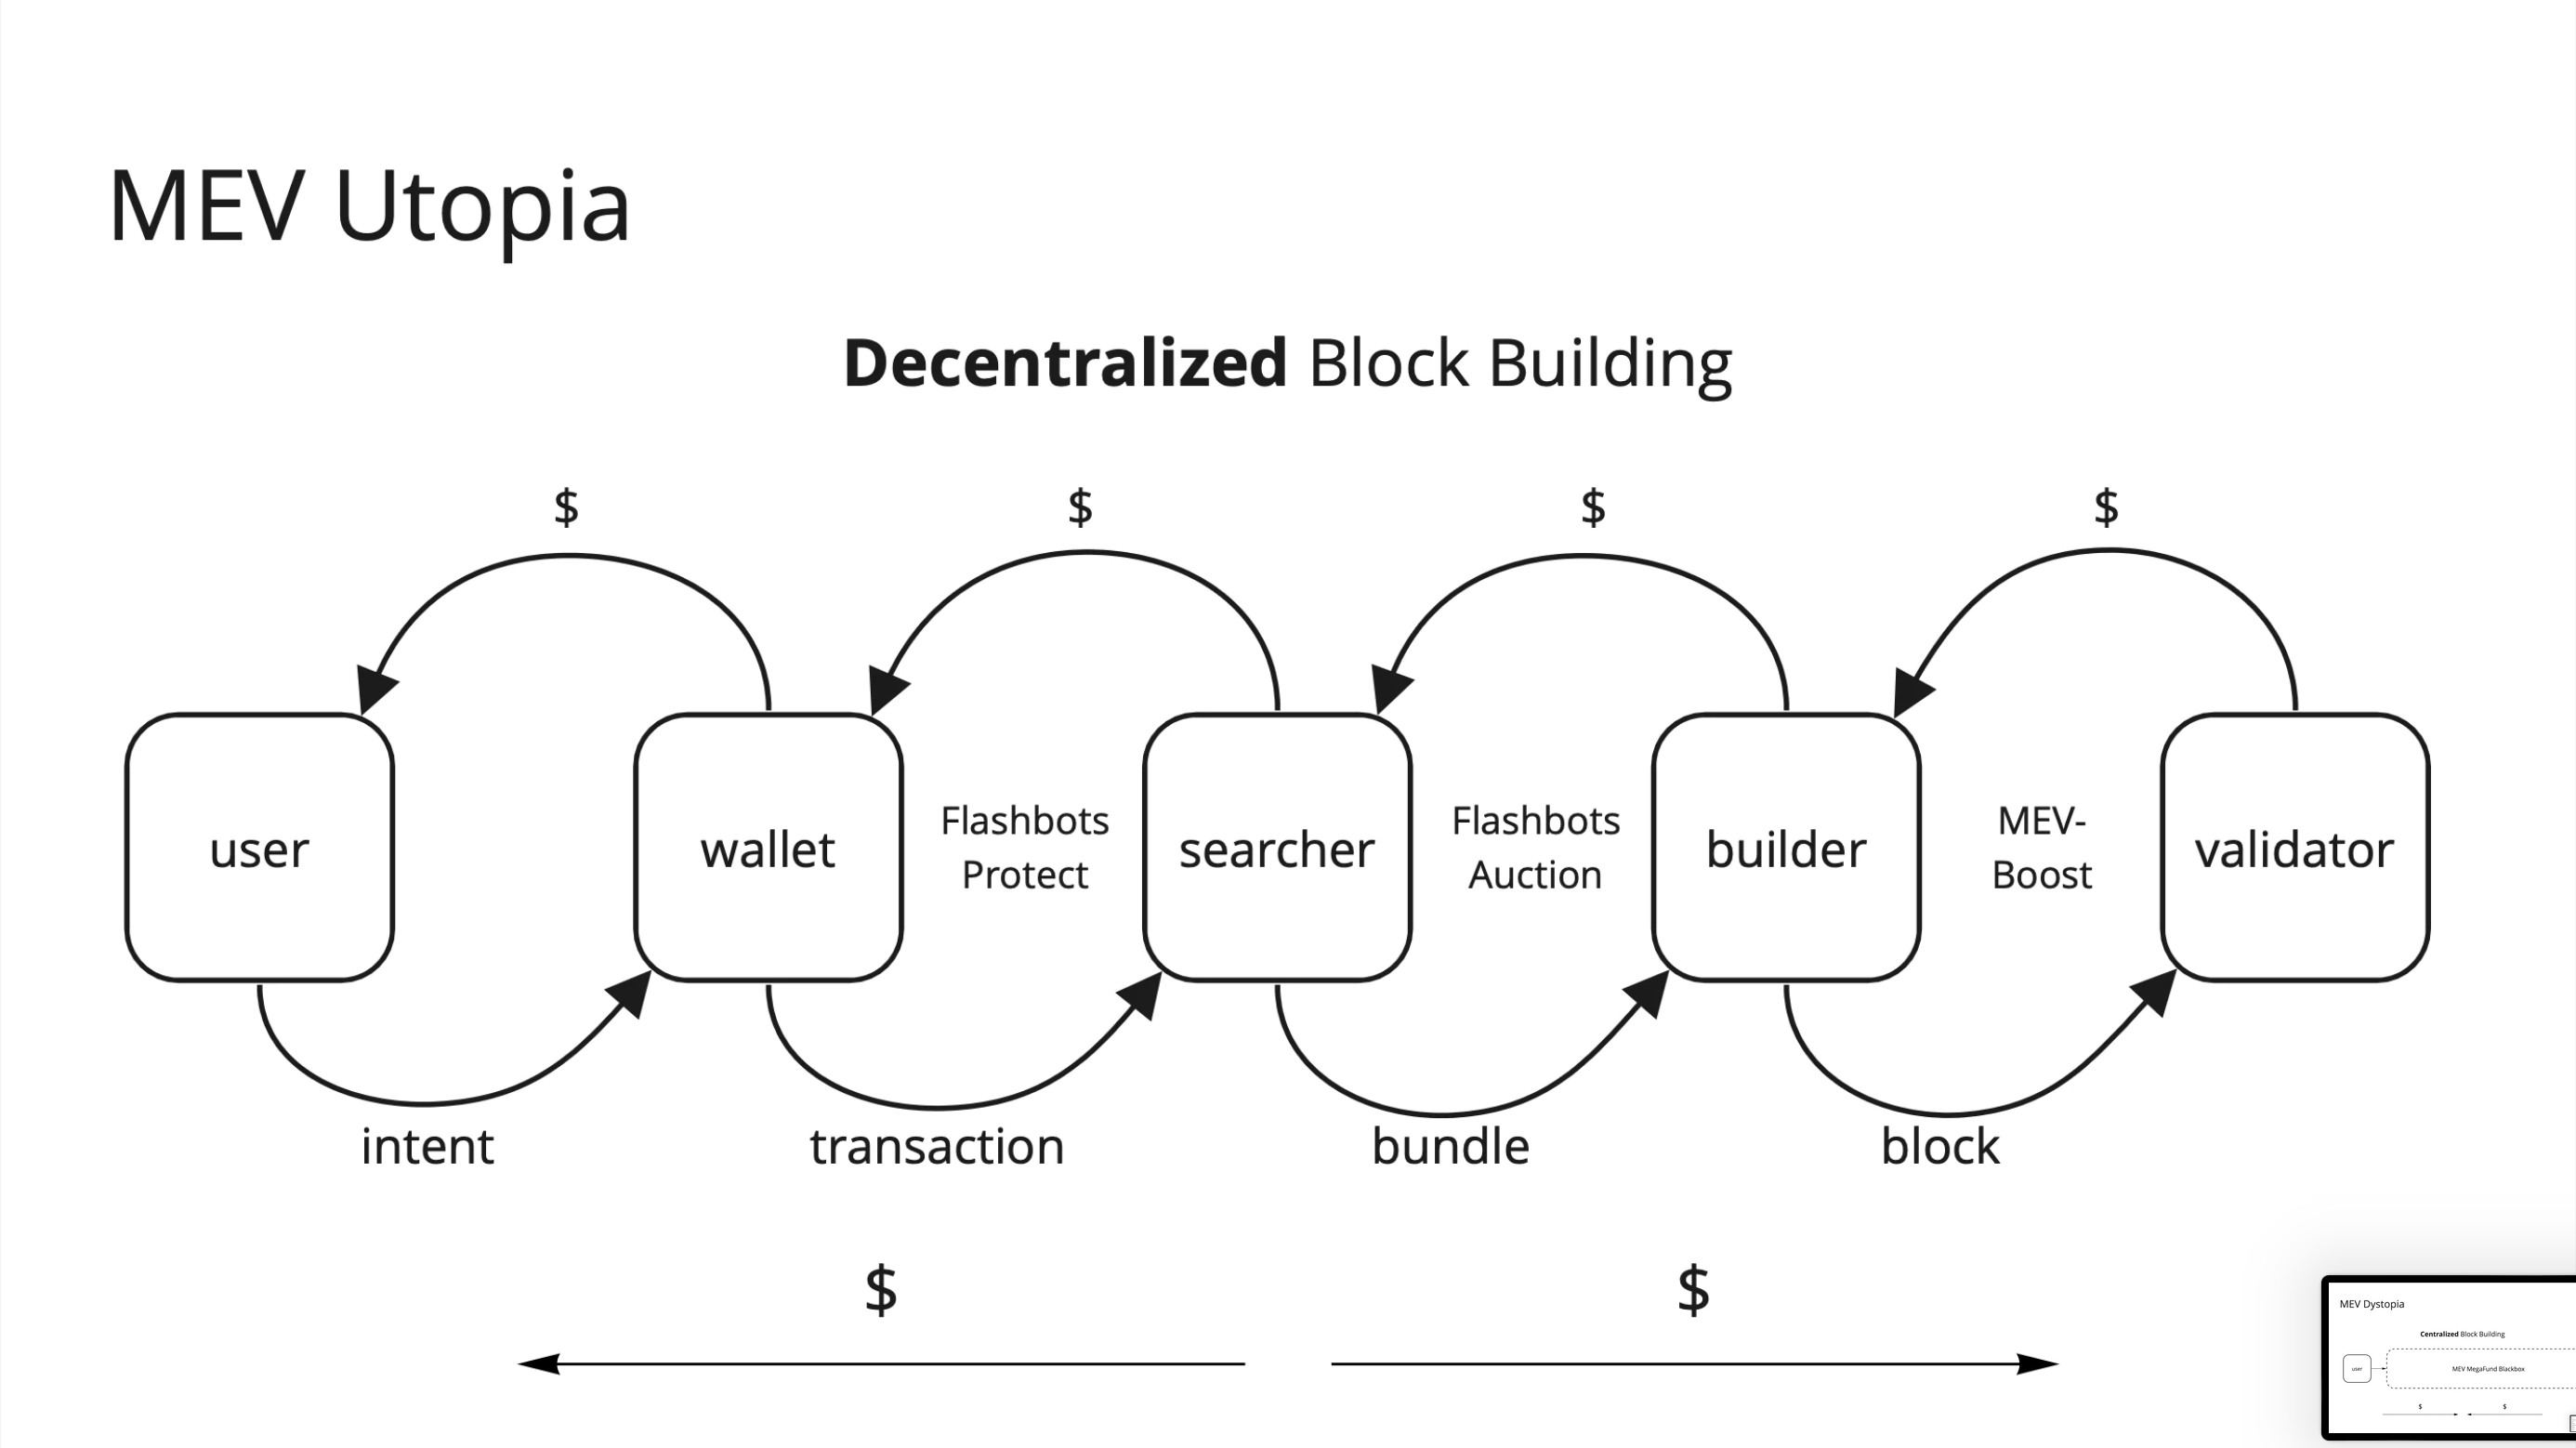 MEV Utopia
Decentralized Block Building
$ $ $ $
user
wallet
Flashbots
Protect
searcher
Flashbots
Auction
builder
MEV-
Boost
validator
intent
transaction
bundle
block
$ $
MEV Dystopia
Centralized Block Building
user
MEV MegaFund Blackbox
$ $